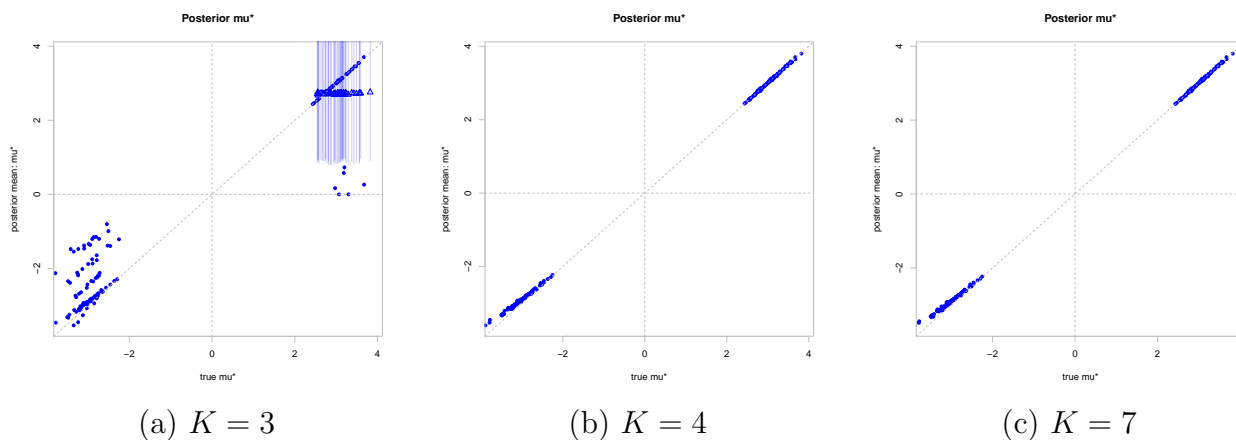 Posterior mu*
posterior mean: mu*
4
2
0
−2
−2
0
2
4
true mu*
(a) K = 3
Posterior mu*
posterior mean: mu*
4
2
0
−2
−2
0
2
4
true mu*
(b) K = 4
Posterior mu*
posterior mean: mu*
4
2
0
−2
−2
0
2
true mu*
(c) K = 7